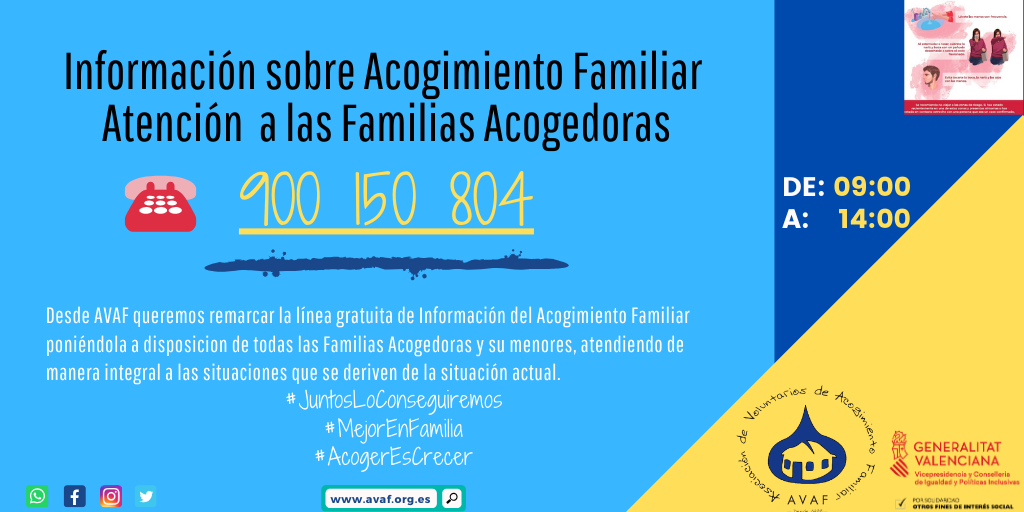 Información sobre Acogimiento Familiar
Atención a las Familias Acogedoras
900 150 804
DE: 09:00
A: 14:00
Desde AVAF queremos remarcar la línea gratuita de Información del Acogimiento Familiar
poniéndola a disposicion de todas las Familias Acogedoras y su menores, atendiendo de
manera integral a las situaciones que se deriven de la situación actual.
#JuntosLoConseguiremos
#MejorEnFamilia
#AcogerEsCrecer
www.avaf.org.es
Asociación de Voluntarios de Acogimiento Familiar
AVAF
GENERALITAT
VALENCIANA
Vicepresidencia y Conselleria
de Igualdad y Políticas Inclusivas
POR SOLIDARIDAD
OTROS FINES DE INTERÉS SOCIAL